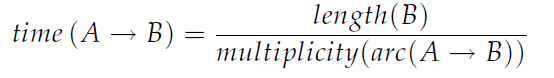 time (A → B) = length(B) / multiplicity(arc(A → B))